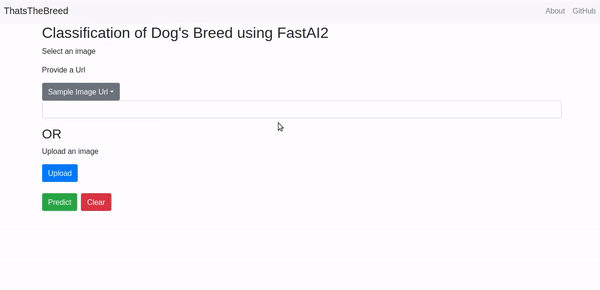 ThatsTheBreed About GitHub
Classification of Dog's Breed using FastAI2
Select an image
Provide a Url
Sample Image Url
OR
Upload an image
Upload
Predict Clear